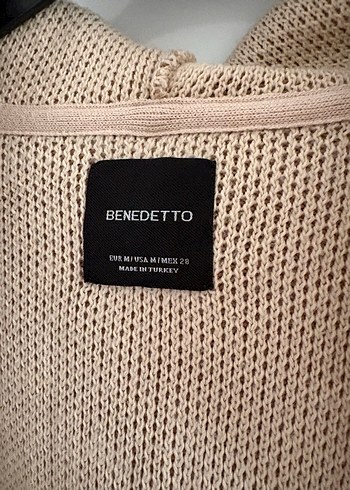 BENEDETTO
EUR M/USA M/MEX 28
MADE IN TURKEY